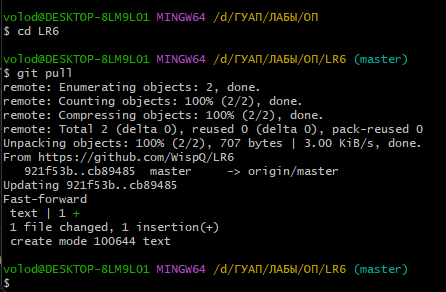 volod@DESKTOP-8LM9LO1 MINGW64 /d/ГУАП/ЛАБЫ/ОП
$ cd LR6
volod@DESKTOP-8LM9LO1 MINGW64 /d/ГУАП/ЛАБЫ/ОП/LR6 (master)
$ git pull
remote: Enumerating objects: 2, done.
remote: Counting objects: 100% (2/2), done.
remote: Compressing objects: 100% (2/2), done.
remote: Total 2 (delta 0), reused 0 (delta 0), pack-reused 0
Unpacking objects: 100% (2/2), 707 bytes | 3.00 KiB/s, done.
From https://github.com/WispQ/LR6
   921f53b..cb89485  master     -> origin/master
Updating 921f53b..cb89485
Fast-forward
 text | 1 +
 1 file changed, 1 insertion(+)
 create mode 100644 text
volod@DESKTOP-8LM9LO1 MINGW64 /d/ГУАП/ЛАБЫ/ОП/LR6 (master)
$